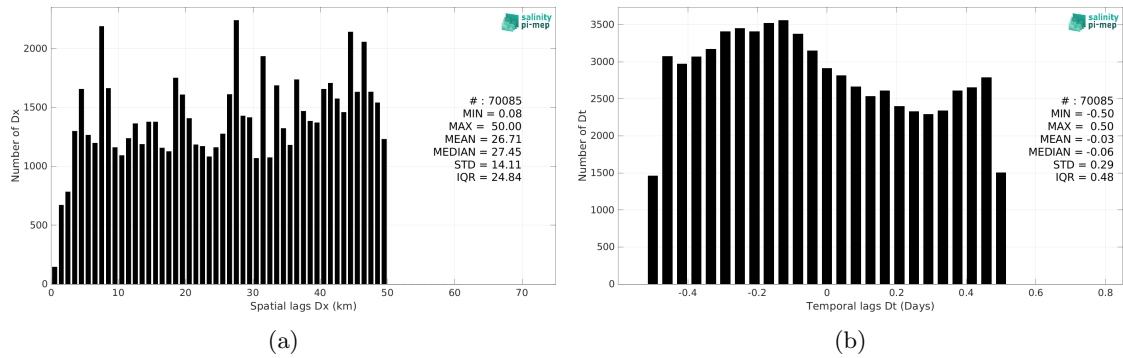 salinity
pi-mep
2000
1500
1000
500
0
Number of Dx
# : 70085
MIN = 0.08
MAX = 50.00
MEAN = 26.71
MEDIAN = 27.45
STD = 14.11
IQR = 24.84
0 10 20 30 40 50 60 70
Spatial lags Dx (km)
(a)
salinity
pi-mep
3500
3000
2500
2000
1500
1000
500
0
Number of Dt
# : 70085
MIN = -0.50
MAX = 0.50
MEAN = -0.03
MEDIAN = -0.06
STD = 0.29
IQR = 0.48
-0.4 -0.2 0 0.2 0.4 0.6 0.8
Temporal lags Dt (Days)
(b)